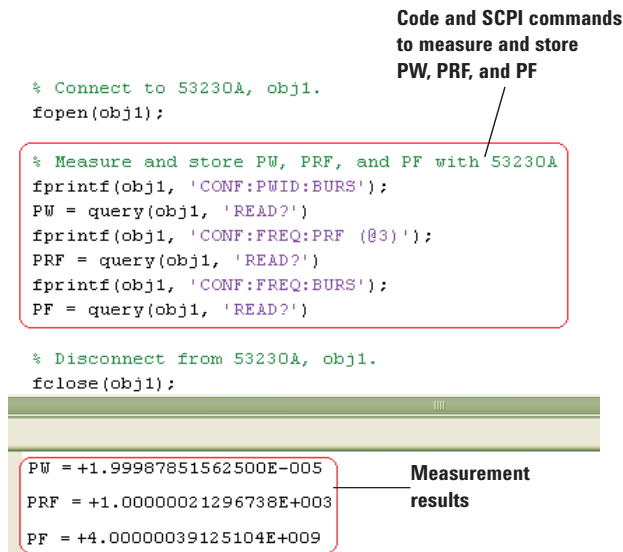 Code and SCPI commands
to measure and store
PW, PRF, and PF
% Connect to 53230A, obj1.
fopen(obj1);
% Measure and store PW, PRF, and PF with 53230A
fprintf(obj1, 'CONF:PWID:BURS');
PW = query(obj1, 'READ?')
fprintf(obj1, 'CONF:FREQ:PRF (@3)');
PRF = query(obj1, 'READ?')
fprintf(obj1, 'CONF:FREQ:BURS');
PF = query(obj1, 'READ?')
% Disconnect from 53230A, obj1.
fclose(obj1);
PW =+1.99987851562500E-005
PRF =+1.00000021296738E+003
PF =+4.00000039125104E+009
Measurement
results